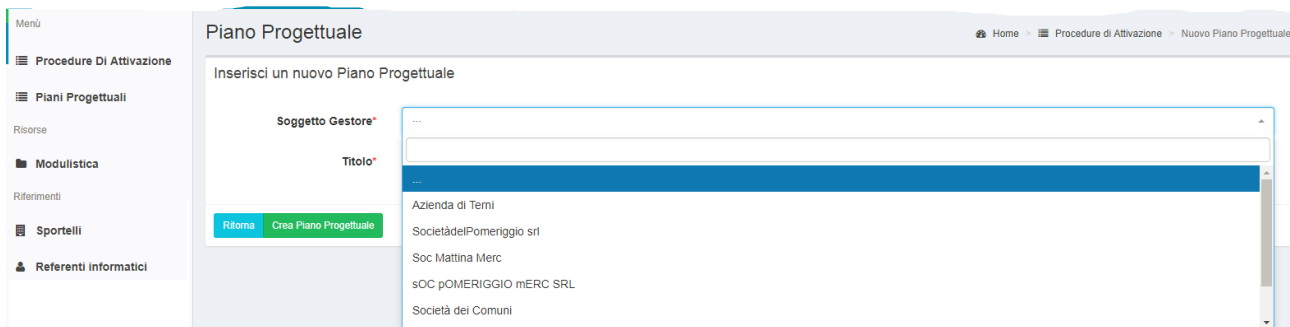 Menù
Procedure Di Attivazione
Piani Progettuali
Risorse
Modulistica
Riferimenti
Sportelli
Referenti informatici
Piano Progettuale
Home > Procedure di Attivazione > Nuovo Piano Progettuale
Inserisci un nuovo Piano Progettuale
Soggetto Gestore*
...
Titolo*
...
Azienda di Terni
SocietàdelPomeriggio srl
Soc Mattina Merc
sOC pOMERIGGIO mERC SRL
Società dei Comuni
Ritorna Crea Piano Progettuale